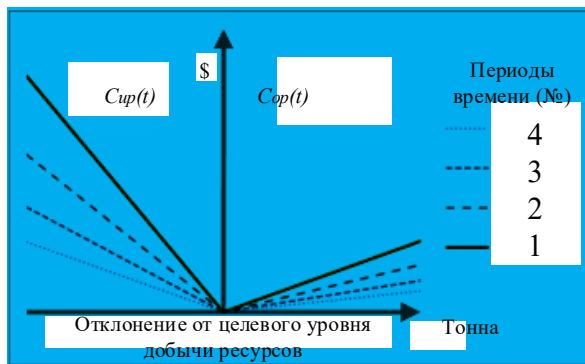 $
Cup(t)
Cop(t)
Периоды
времени (№)
4
3
2
1
Отклонение от целевого уровня
добычи ресурсов
Тонна